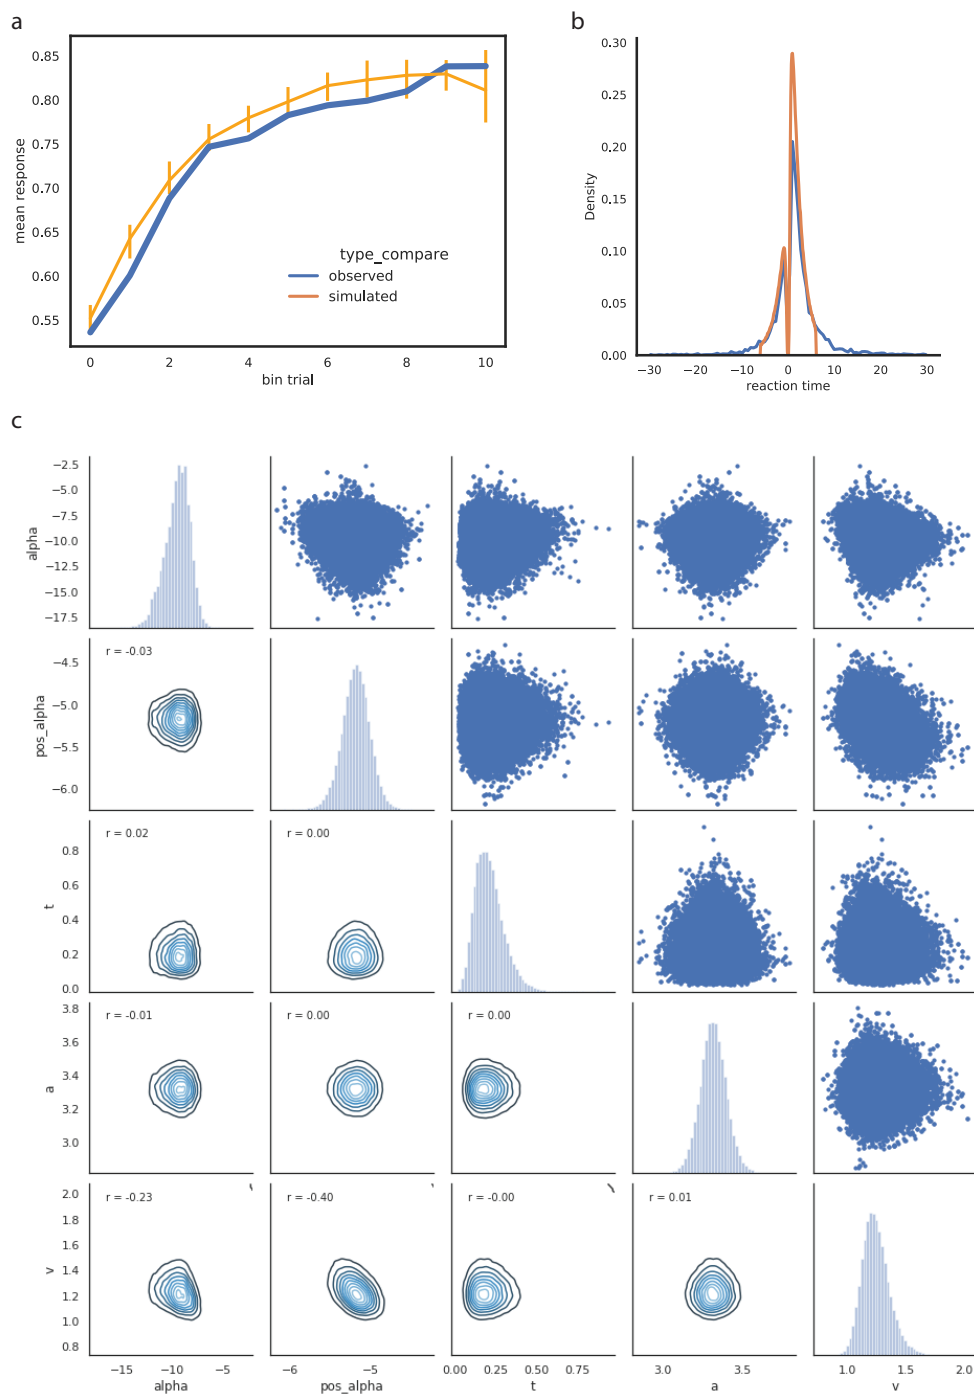 a
0.85
0.80
0.75
0.70
0.65
0.60
0.55
mean response
type_compare
observed
simulated
0 2 4 6 8 10
bin trial
b
Density
0.30
0.25
0.20
0.15
0.10
0.05
0.00
−30 −20 −10 0 10 20 30
reaction time
c
−2.5
−5.0
−7.5
−10.0
−12.5
−15.0
−17.5
alpha
r = -0.03
−4.5
−5.0
−5.5
−6.0
pos_alpha
r = 0.02 r = 0.00
0.8
0.6
0.4
0.2
0.0
t
r = -0.01 r = 0.00 r = 0.00
3.8
3.6
3.4
3.2
3.0
a
r = -0.23 r = -0.40 r = -0.00 r = 0.01
2.0
1.8
1.6
1.4
1.2
1.0
0.8
v
−15 −10 −5 −6 −5 0.00 0.25 0.50 0.75 3.0 3.5 1.0 1.5 2.0
alpha pos_alpha t a v